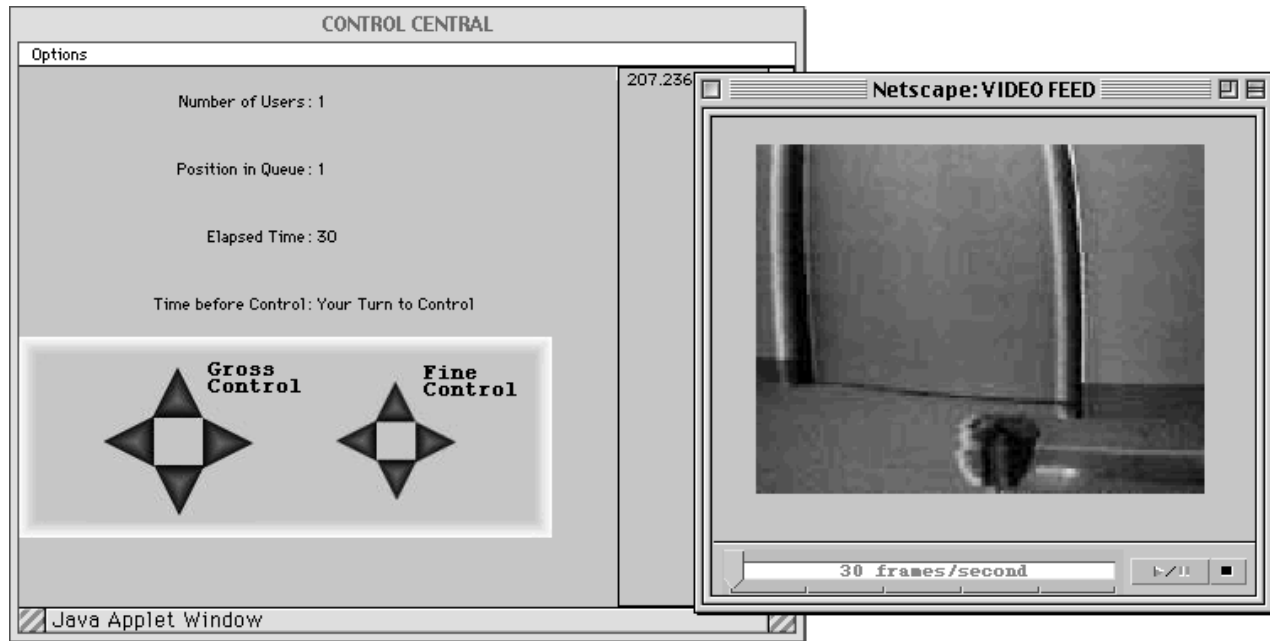 CONTROL CENTRAL
Options
Number of Users: 1
Position in Queue: 1
Elapsed Time: 30
Time before Control: Your Turn to Control
Gross
Control
Fine
Control
Java Applet Window
207.236
Netscape: VIDEO FEED
30 frames/second